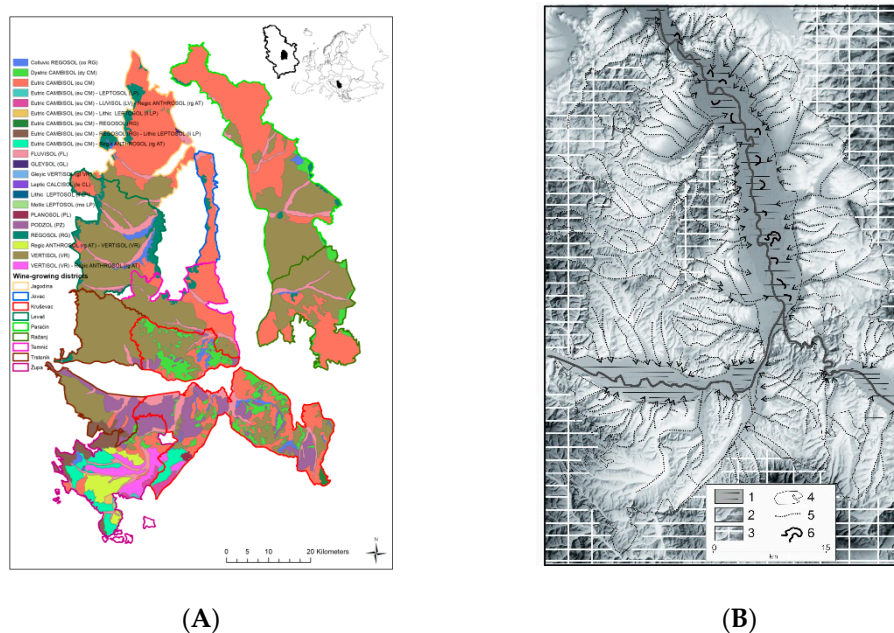 Colluvic REGOSOL (co RG)
Dystric CAMBISOL (dy CM)
Eutric CAMBISOL (eu CM)
Eutric CAMBISOL (eu CM) - LEPTOSOL (LP)
Eutric CAMBISOL (eu CM) - LUVISOL (LV) - Regic ANTHROSOL (rg AT)
Eutric CAMBISOL (eu CM) - Lithic LEPTOSOL (li LP)
Eutric CAMBISOL (eu CM) - REGOSOL (RG)
Eutric CAMBISOL (eu CM) - REGOSOL (RG) - Lithic LEPTOSOL (li LP)
Eutric CAMBISOL (eu CM) - Regic ANTHROSOL (rg AT)
FLUVISOL (FL)
GLEYSOL (GL)
Gleyic VERTISOL (gl VR)
Leptic CALCISOL (le CL)
Lithic LEPTOSOL (li LP)
Mollic LEPTOSOL (mo LP)
PLANOSOL (PL)
PODZOL (PZ)
REGOSOL (RG)
Regic ANTHROSOL (rg AT) - VERTISOL (VR)
VERTISOL (VR)
VERTISOL (VR) - Regic ANTHROSOL (rg AT)
Wine-growing districts
Jagodina
Jovac
Kruševac
Levač
Paraćin
Ražanj
Temnić
Trstenik
Župa
0 5 10 20 Kilometers
N
(A)
1
2
3
4
5
6
0 15
km
(B)